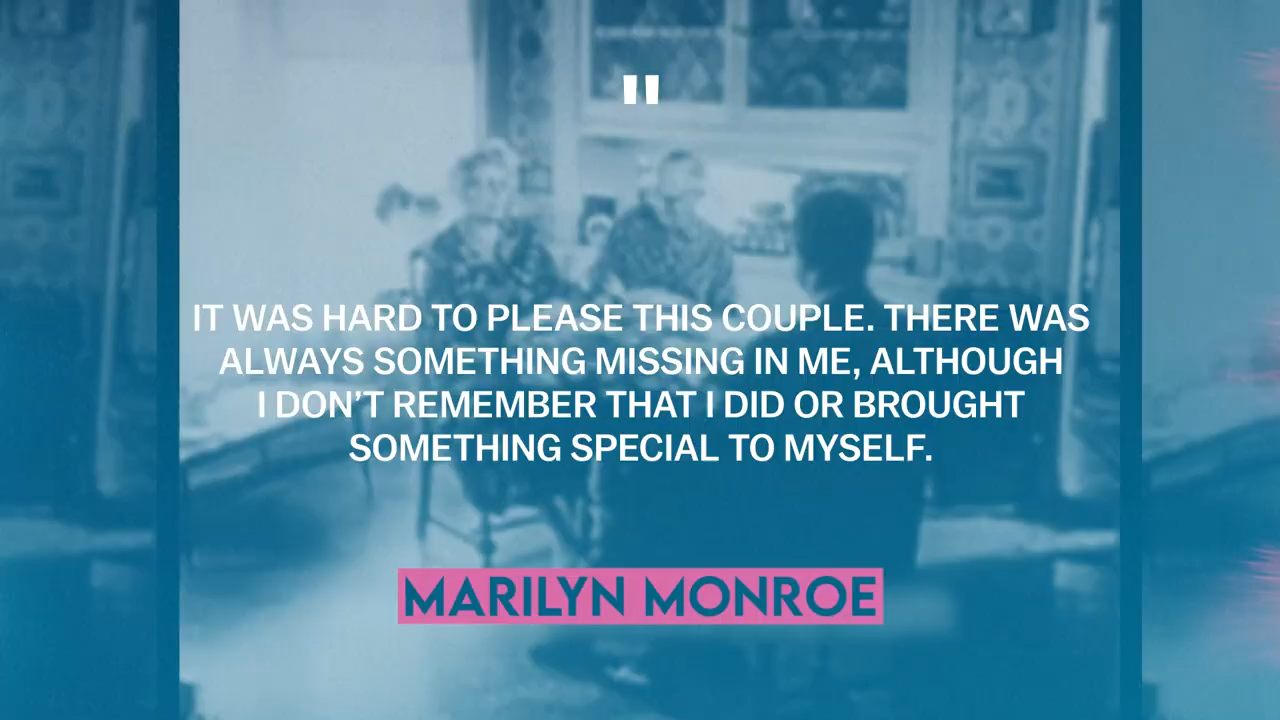 "
IT WAS HARD TO PLEASE THIS COUPLE. THERE WAS
ALWAYS SOMETHING MISSING IN ME, ALTHOUGH
I DON’T REMEMBER THAT I DID OR BROUGHT
SOMETHING SPECIAL TO MYSELF.
MARILYN MONROE